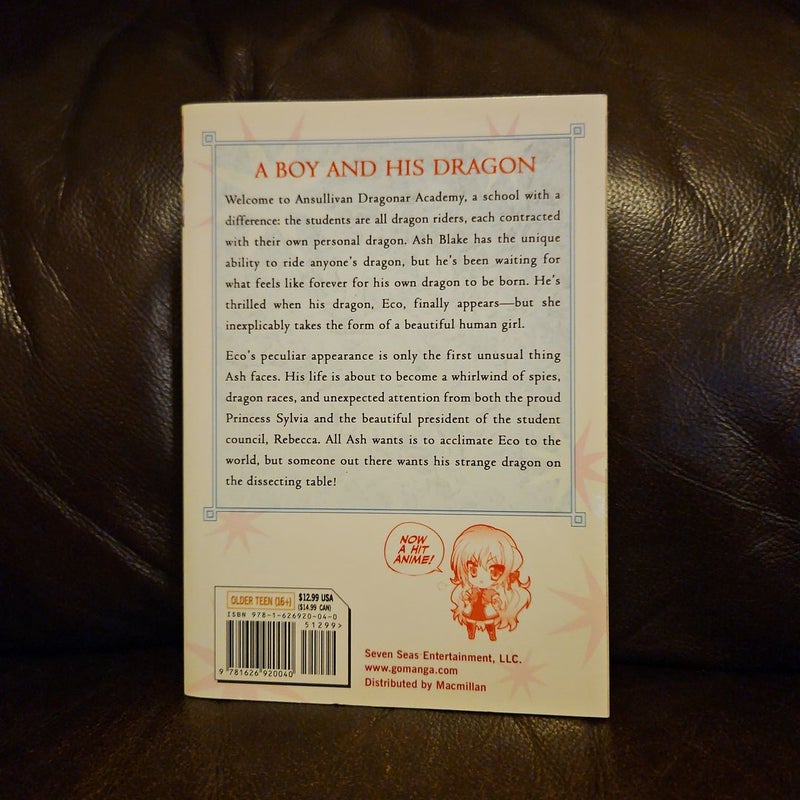 A BOY AND HIS DRAGON
Welcome to Ansullivan Dragonar Academy, a school with a
difference: the students are all dragon riders, each contracted
with their own personal dragon. Ash Blake has the unique
ability to ride anyone's dragon, but he's been waiting for
what feels like forever for his own dragon to be born. He's
thrilled when his dragon, Eco, finally appears—but she
inexplicably takes the form of a beautiful human girl.
Eco's peculiar appearance is only the first unusual thing
Ash faces. His life is about to become a whirlwind of spies,
dragon races, and unexpected attention from both the proud
Princess Sylvia and the beautiful president of the student
council, Rebecca. All Ash wants is to acclimate Eco to the
world, but someone out there wants his strange dragon on
the dissecting table!
NOW
A HIT
ANIME!
OLDER TEEN (16+)
$12.99 USA
($14.99 CAN)
ISBN 978-1-626920-04-0
51299>
9 781626 920040
Seven Seas Entertainment, LLC.
www.gomanga.com
Distributed by Macmillan